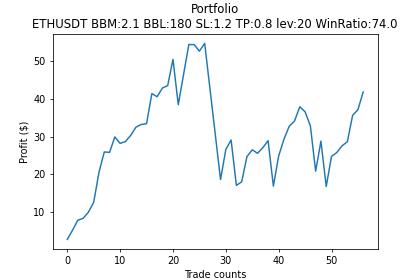 Portfolio
ETHUSDT BBM:2.1 BBL:180 SL:1.2 TP:0.8 lev:20 WinRatio:74.0
50
40
30
20
10
Profit ($)
0 10 20 30 40 50
Trade counts